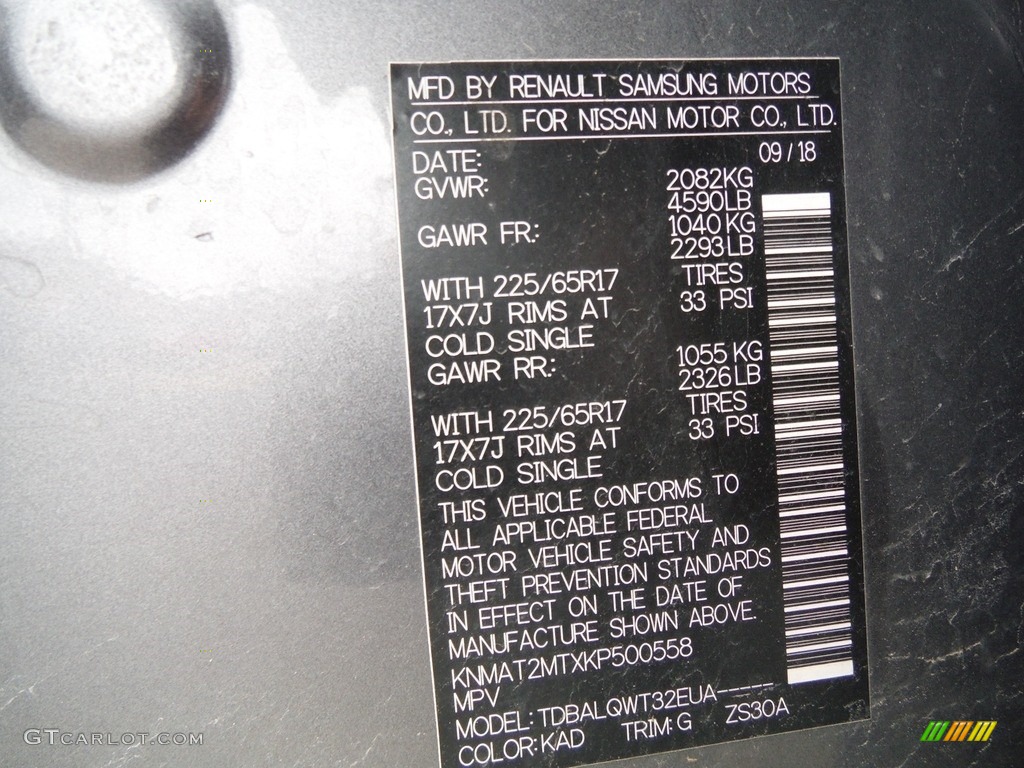 MFD BY RENAULT SAMSUNG MOTORS
CO., LTD. FOR NISSAN MOTOR CO., LTD.
DATE: 09/18
GVWR: 2082KG
4590LB
GAWR FR.: 1040KG
2293LB
WITH 225/65R17 TIRES
17X7J RIMS AT 33 PSI
COLD SINGLE
GAWR RR.: 1055KG
2326LB
WITH 225/65R17 TIRES
17X7J RIMS AT 33 PSI
COLD SINGLE
THIS VEHICLE CONFORMS TO
ALL APPLICABLE FEDERAL
MOTOR VEHICLE SAFETY AND
THEFT PREVENTION STANDARDS
IN EFFECT ON THE DATE OF
MANUFACTURE SHOWN ABOVE.
KNMAT2MTXKP500558
MPV
MODEL: TDBALQWT32EUA-----
COLOR: KAD TRIM: G ZS30A
GTCARLOT.COM